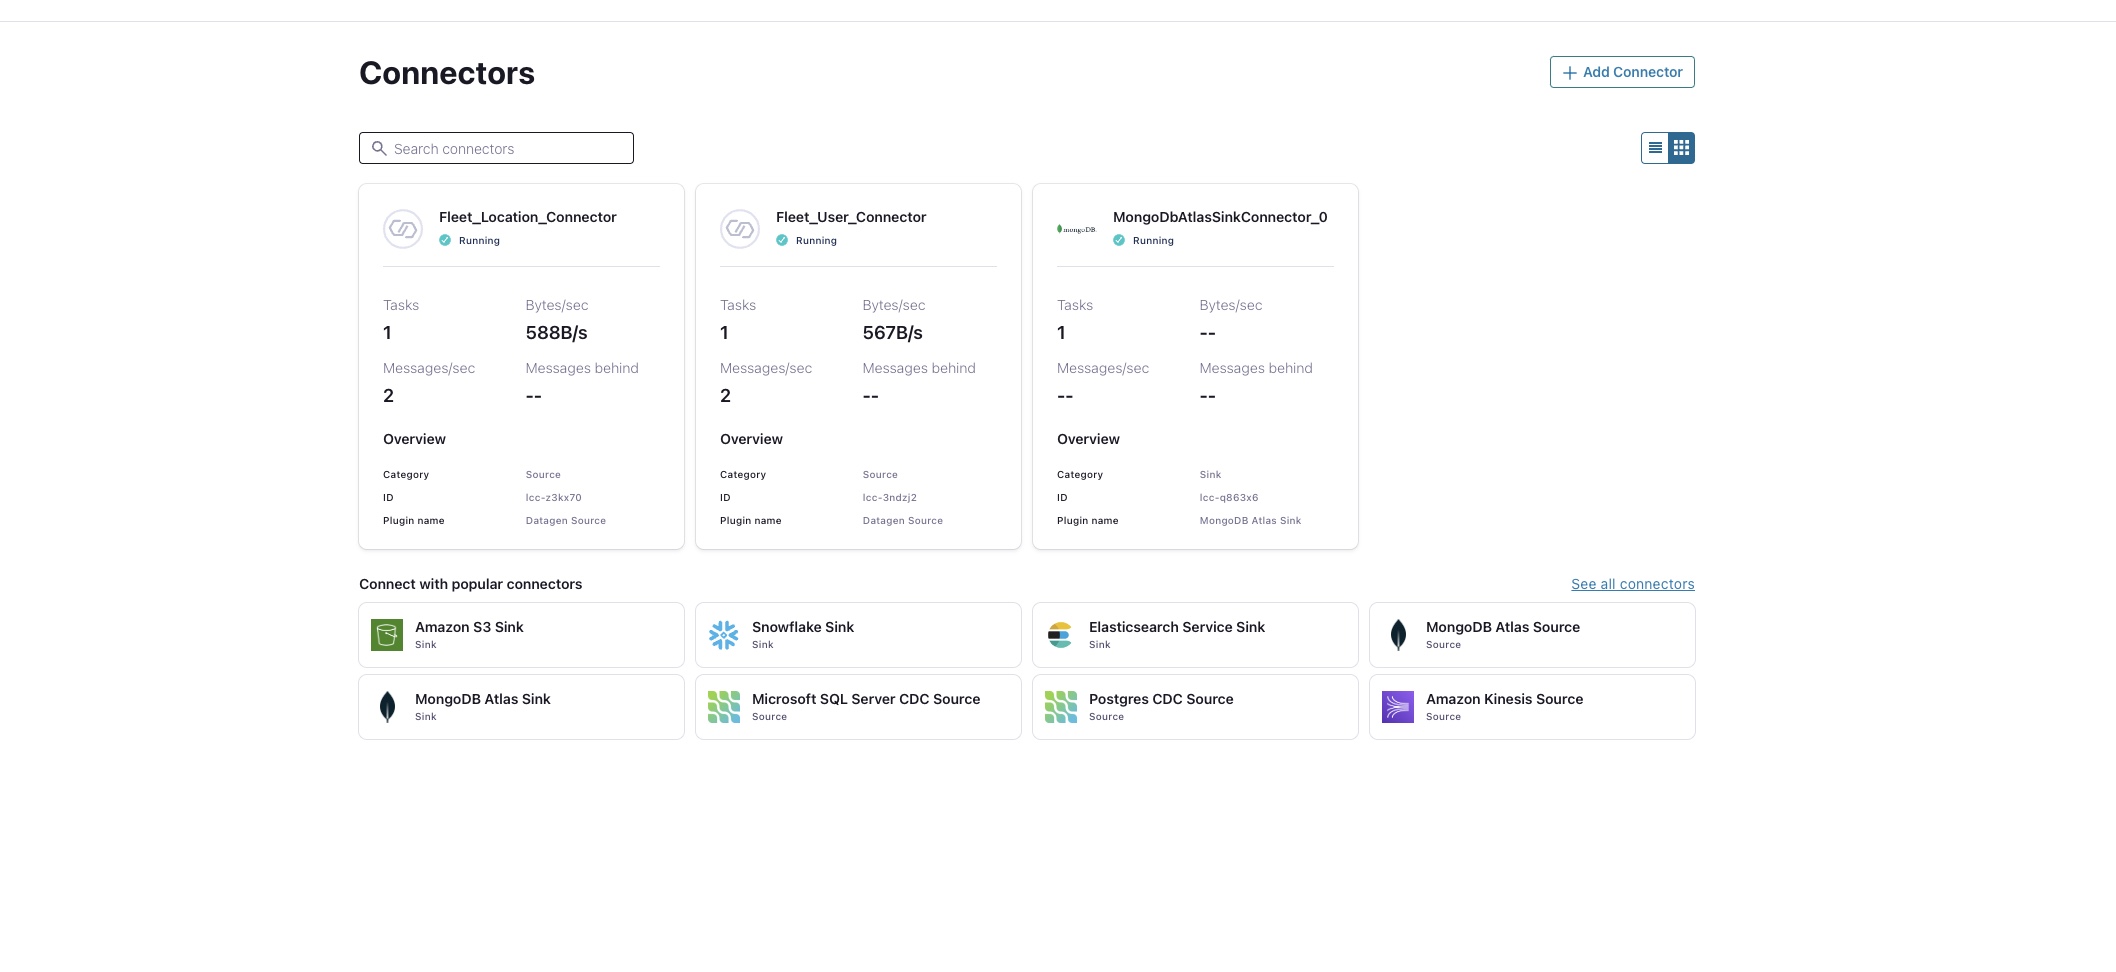 Connectors
Add Connector
Search connectors
Fleet_Location_Connector
Running
Tasks
Bytes/sec
1
588B/s
Messages/sec
Messages behind
2
--
Overview
Category
Source
ID
lcc-z3kx70
Plugin name
Datagen Source
Fleet_User_Connector
Running
Tasks
Bytes/sec
1
567B/s
Messages/sec
Messages behind
2
--
Overview
Category
Source
ID
lcc-3ndzj2
Plugin name
Datagen Source
mongoDB
MongoDbAtlasSinkConnector_0
Running
Tasks
Bytes/sec
1
--
Messages/sec
Messages behind
--
--
Overview
Category
Sink
ID
lcc-q863x6
Plugin name
MongoDB Atlas Sink
Connect with popular connectors
See all connectors
Amazon S3 Sink
Sink
Snowflake Sink
Sink
Elasticsearch Service Sink
Sink
MongoDB Atlas Source
Source
MongoDB Atlas Sink
Sink
Microsoft SQL Server CDC Source
Source
Postgres CDC Source
Source
Amazon Kinesis Source
Source